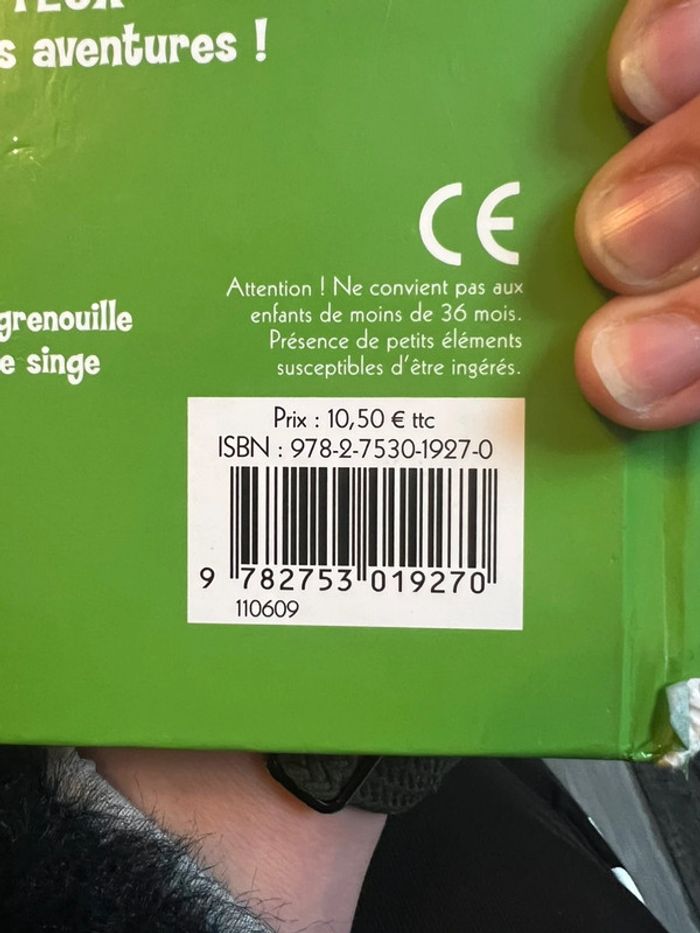 s aventures !
CE
Attention ! Ne convient pas aux
enfants de moins de 36 mois.
Présence de petits éléments
susceptibles d'être ingérés.
grenouille
e singe
Prix : 10,50 € ttc
ISBN : 978-2-7530-1927-0
9 782753 019270
110609